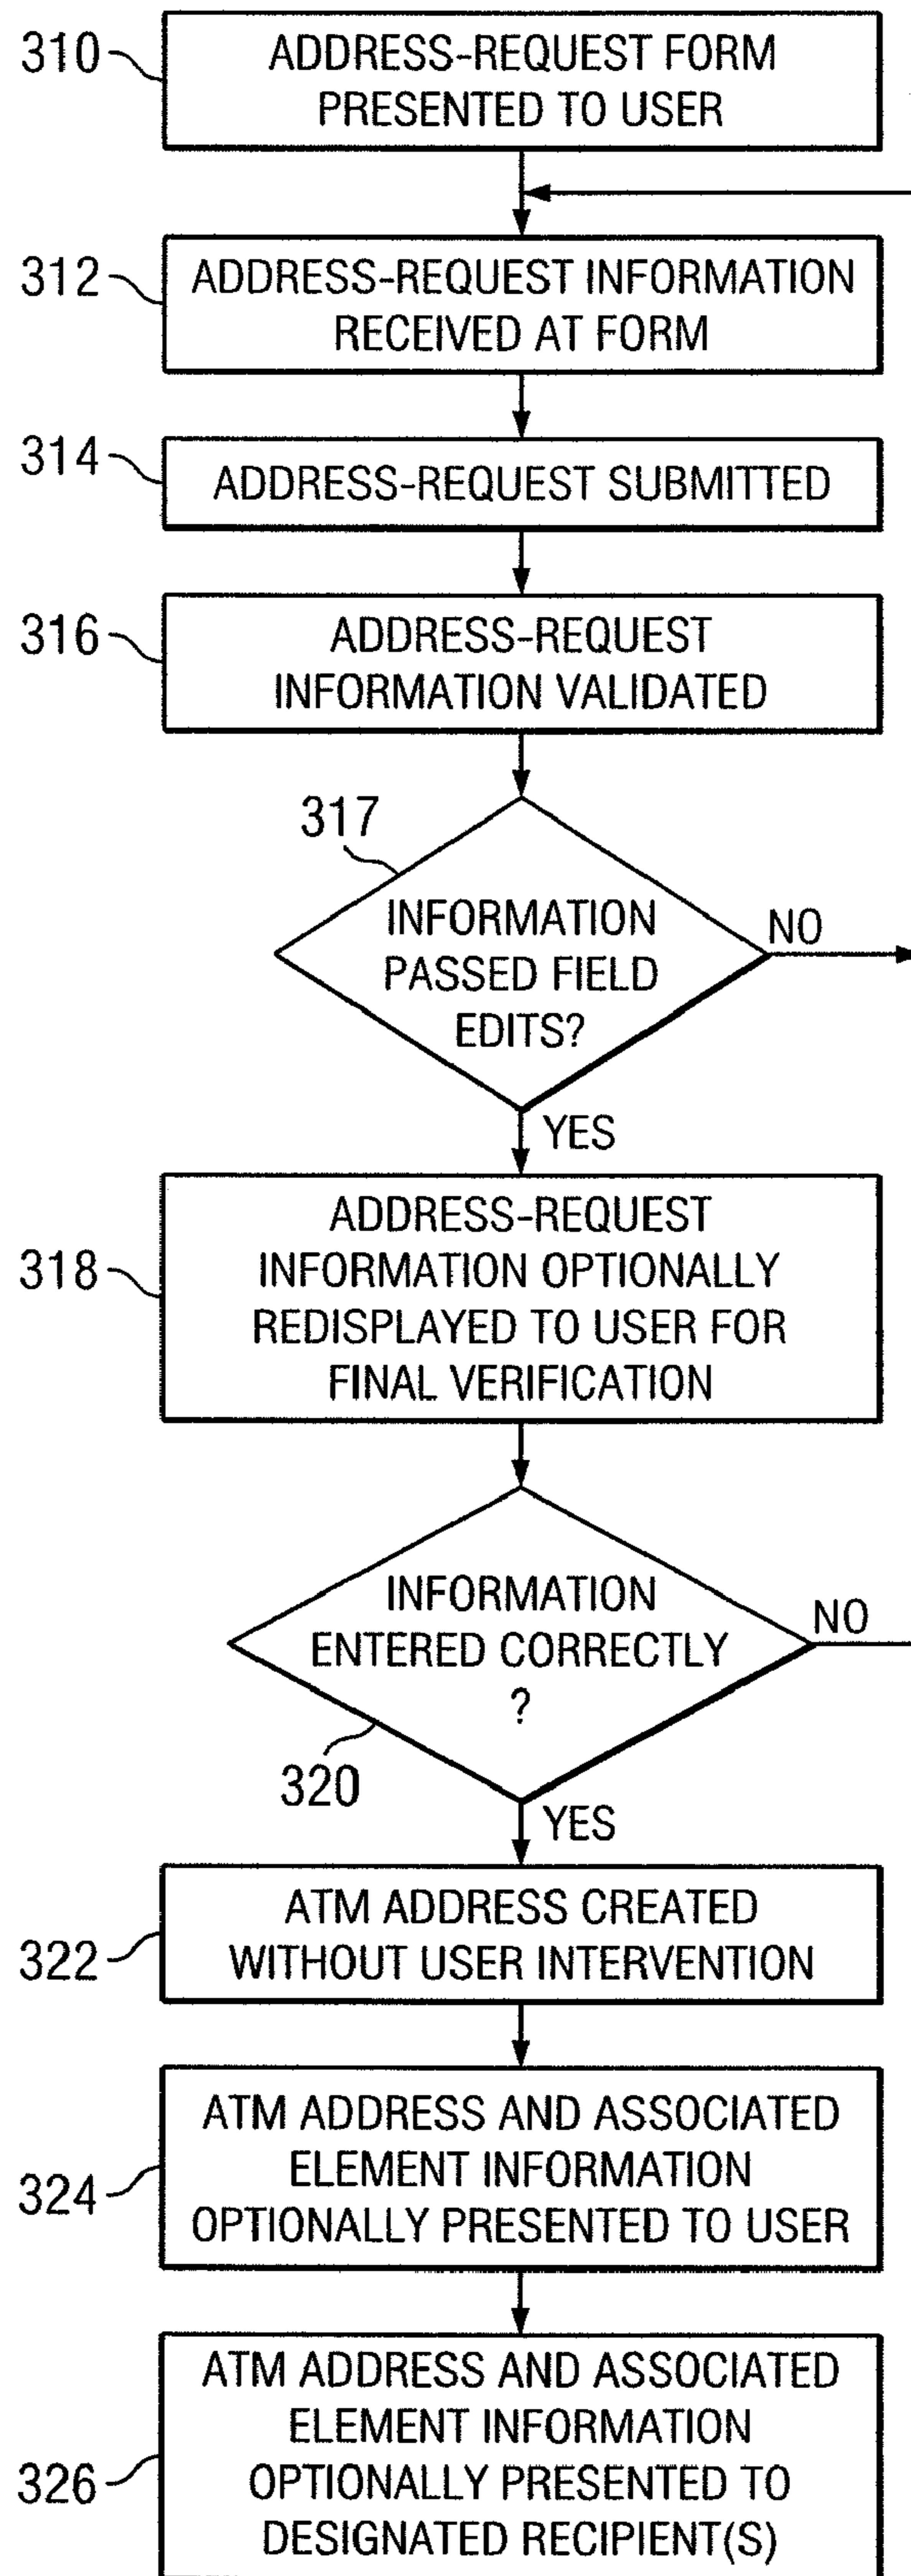 310
ADDRESS-REQUEST FORM
PRESENTED TO USER
312
ADDRESS-REQUEST INFORMATION
RECEIVED AT FORM
314
ADDRESS-REQUEST SUBMITTED
316
ADDRESS-REQUEST
INFORMATION VALIDATED
317
INFORMATION
PASSED FIELD
EDITS?
NO
YES
318
ADDRESS-REQUEST
INFORMATION OPTIONALLY
REDISPLAYED TO USER FOR
FINAL VERIFICATION
INFORMATION
ENTERED CORRECTLY
?
NO
320
YES
322
ATM ADDRESS CREATED
WITHOUT USER INTERVENTION
324
ATM ADDRESS AND ASSOCIATED
ELEMENT INFORMATION
OPTIONALLY PRESENTED TO USER
326
ATM ADDRESS AND ASSOCIATED
ELEMENT INFORMATION
OPTIONALLY PRESENTED TO
DESIGNATED RECIPIENT(S)